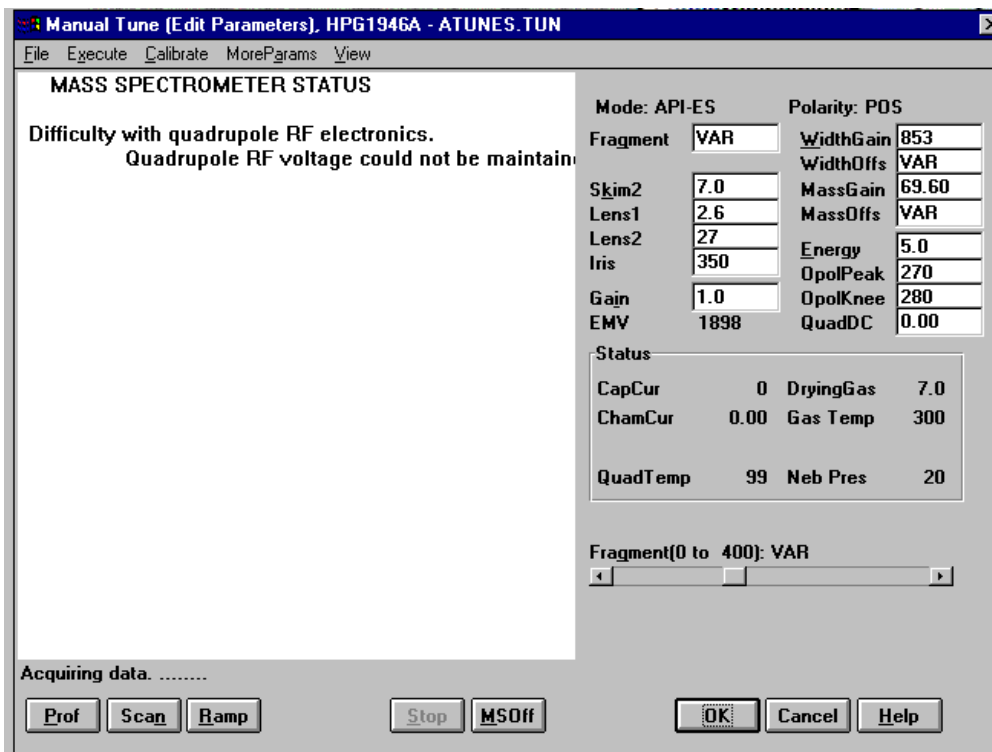 Manual Tune (Edit Parameters), HPG1946A - ATUNES.TUN
File Execute Calibrate MoreParams View
MASS SPECTROMETER STATUS
Difficulty with quadrupole RF electronics.
Quadrupole RF voltage could not be maintain
Mode: API-ES Polarity: POS
Fragment VAR WidthGain 853
WidthOffs VAR
Skim2 7.0 MassGain 69.60
Lens1 2.6 MassOffs VAR
Lens2 27 Energy 5.0
Iris 350 OpolPeak 270
Gain 1.0 OpolKnee 280
EMV 1898 QuadDC 0.00
Status
CapCur 0 DryingGas 7.0
ChamCur 0.00 Gas Temp 300
QuadTemp 99 Neb Pres 20
Fragment(0 to 400): VAR
Acquiring data. ........
Prof Scan Ramp Stop MSOff OK Cancel Help